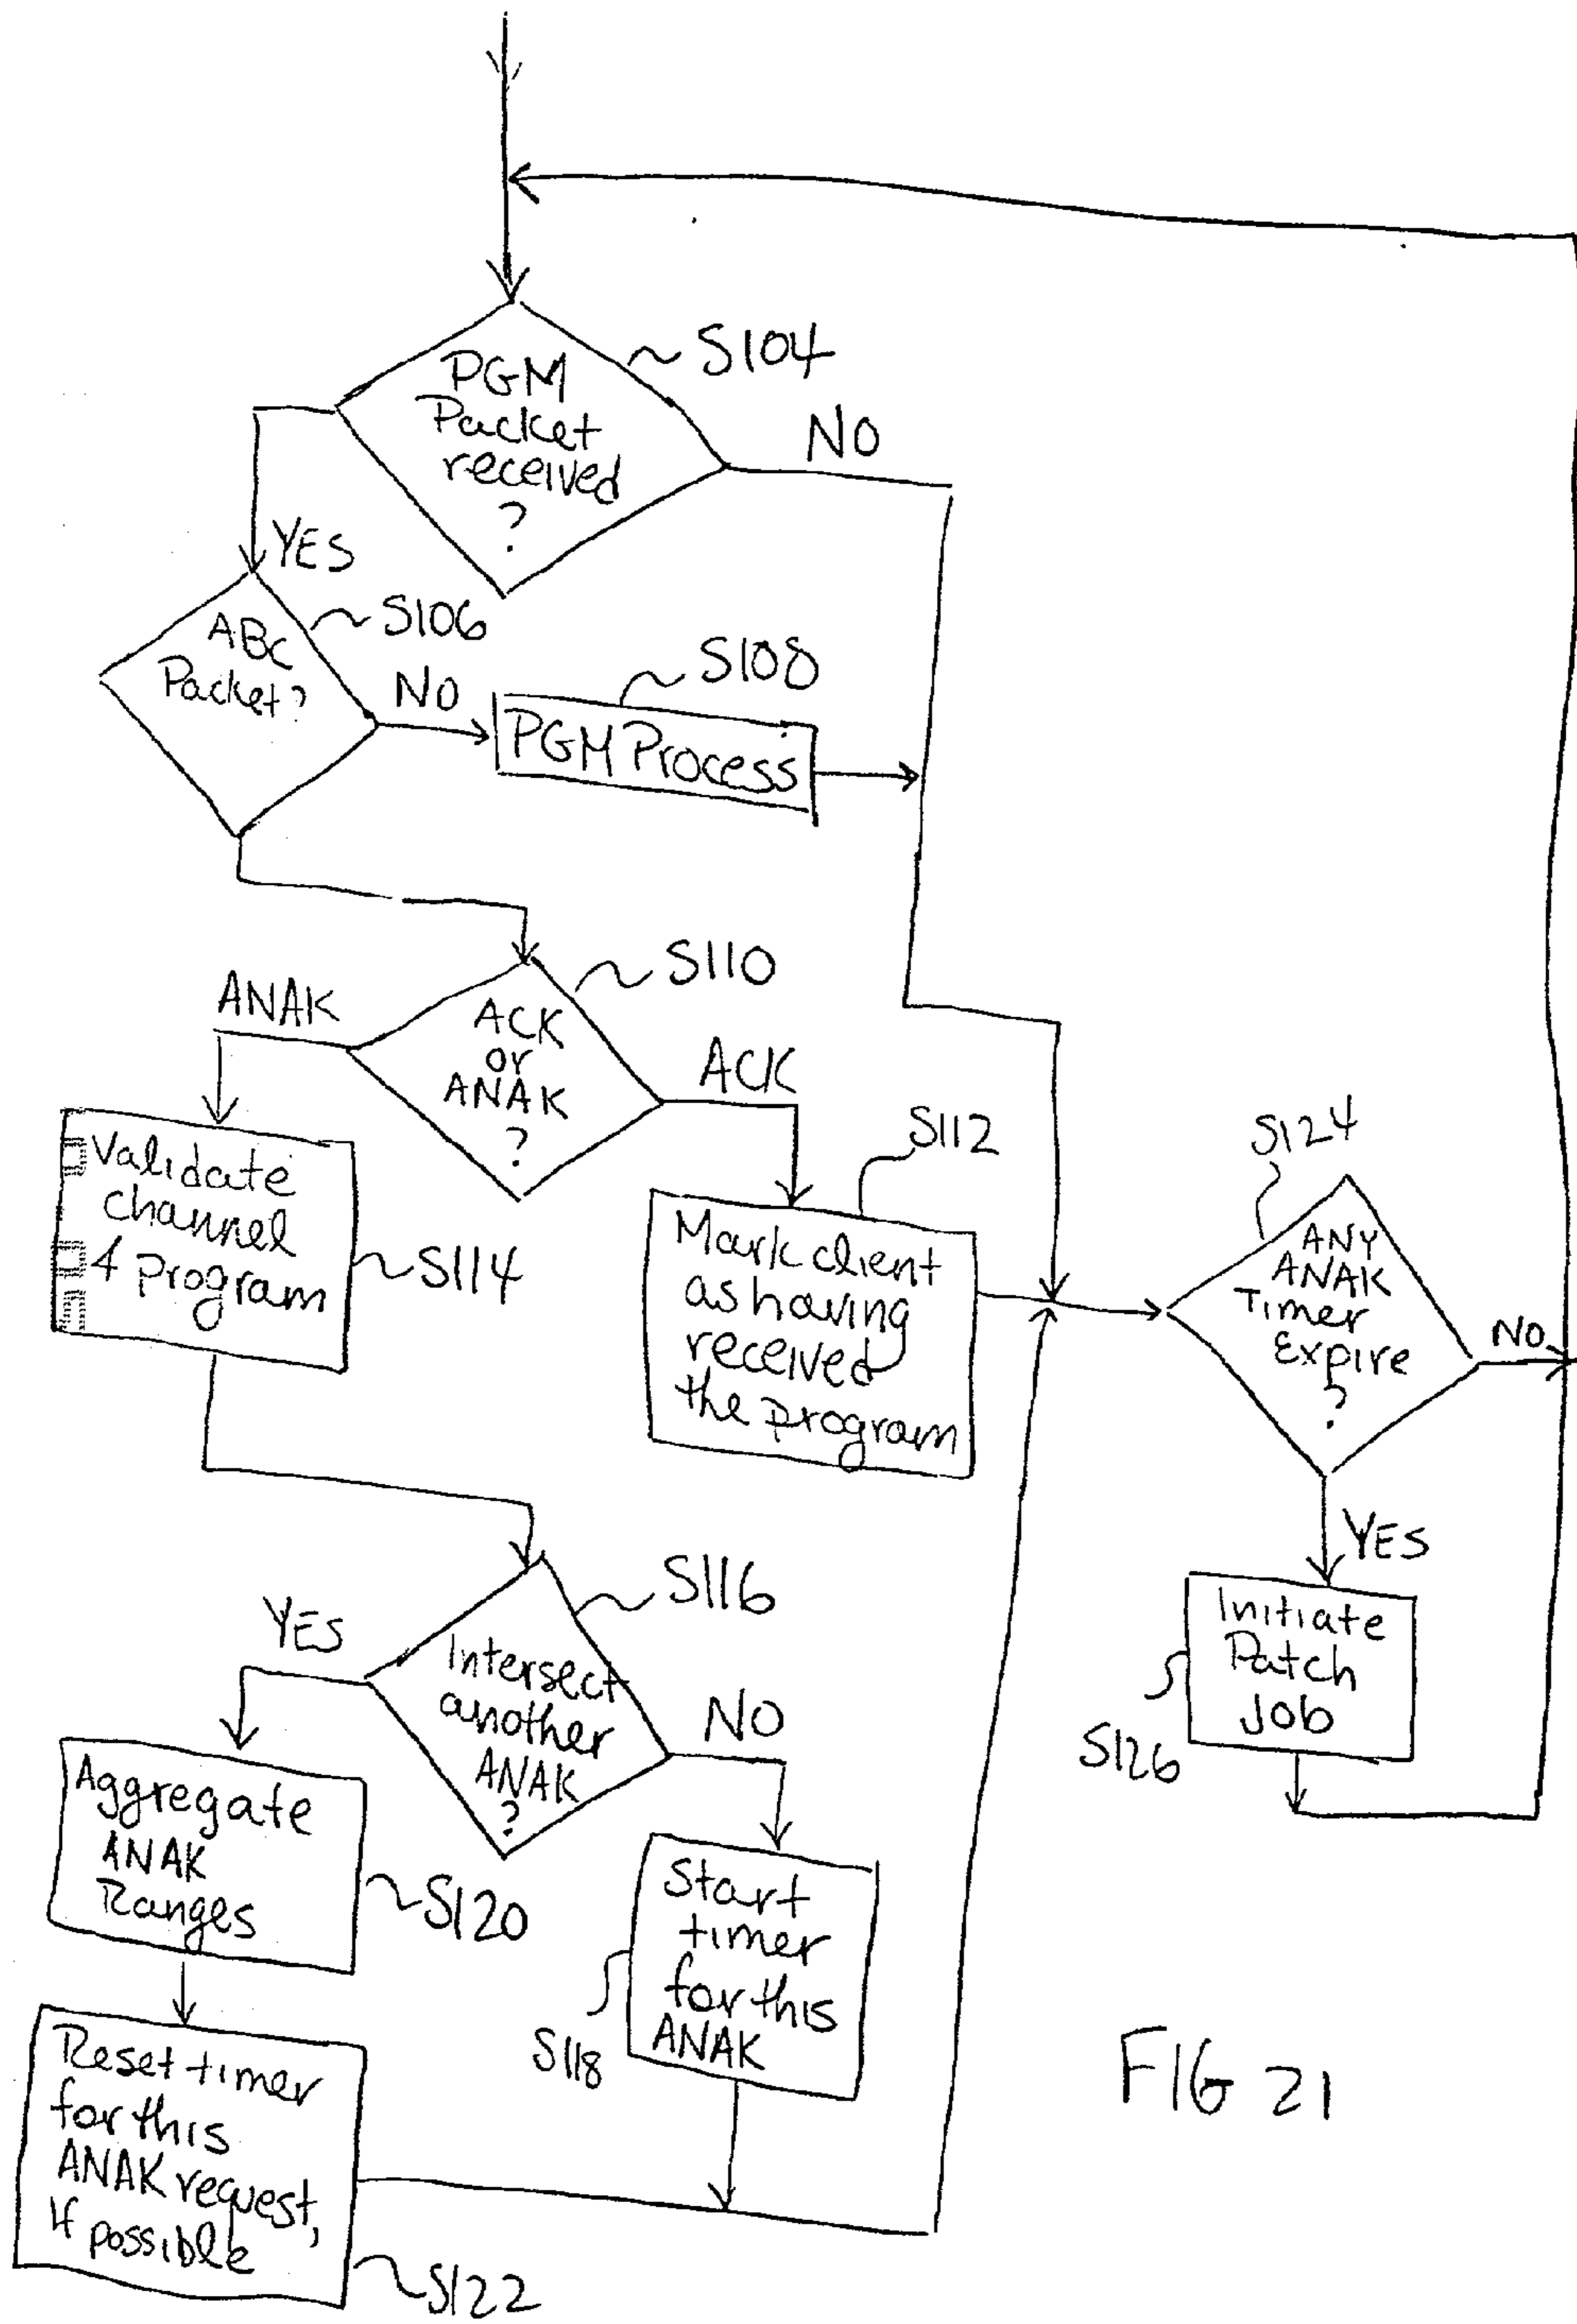 ~ S104
PGM
Packet
received
?
NO
YES
~ S106
ABC
Packet?
NO
~ S108
PGM Process
~ S110
ANAK
ACK
or
ANAK
?
ACK
S112
S124
Validate
channel
& program
~ S114
Mark client
as having
received
the program
ANY
ANAK
Timer
Expire
?
NO
YES
~ S116
YES
Intersect
another
ANAK
?
NO
Initiate
Patch
Job
S126
Aggregate
ANAK
Ranges
~ S120
Start
timer
for this
ANAK
S118
Reset timer
for this
ANAK request,
if possible
~ S122
FIG 21